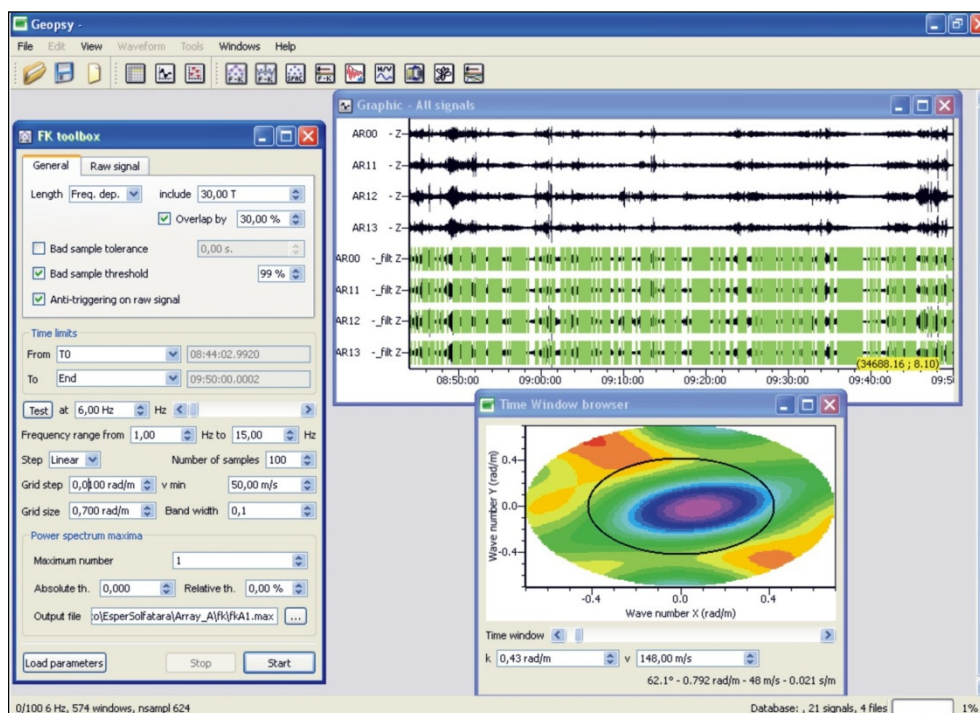 Geopsy -
File Edit View Waveform Tools Windows Help
F-K F-K F-K H/V
FK toolbox
General Raw signal
Length Freq. dep. include 30,00 T
Overlap by 30,00 %
Bad sample tolerance 0,00 s.
Bad sample threshold 99 %
Anti-triggering on raw signal
Time limits
From T0 08:44:02.9920
To End 09:50:00.0002
Test at 6,00 Hz Hz
Frequency range from 1,00 Hz to 15,00 Hz
Step Linear Number of samples 100
Grid step 0,0100 rad/m v min 50,00 m/s
Grid size 0,700 rad/m Band width 0,1
Power spectrum maxima
Maximum number 1
Absolute th. 0,000 Relative th. 0,00 %
Output file :o\EsperSolfatara\Array_A\fk\fkA1.max ...
Load parameters Stop Start
Graphic - All signals
AR00 - Z
AR11 - Z
AR12 - Z
AR13 - Z
AR00 -_filt Z
AR11 -_filt Z
AR12 -_filt Z
AR13 -_filt Z
(34688.16 ; 8.10)
08:50:00 09:00:00 09:10:00 09:20:00 09:30:00 09:40:00 09:5
Time Window browser
Wave number Y (rad/m)
0.4
0.0
-0.4
-0.4 0.0 0.4
Wave number X (rad/m)
Time window
k 0,43 rad/m v 148,00 m/s
62.1° - 0.792 rad/m - 48 m/s - 0.021 s/m
0/100 6 Hz, 574 windows, nsampl 624 Database: , 21 signals, 4 files 1%